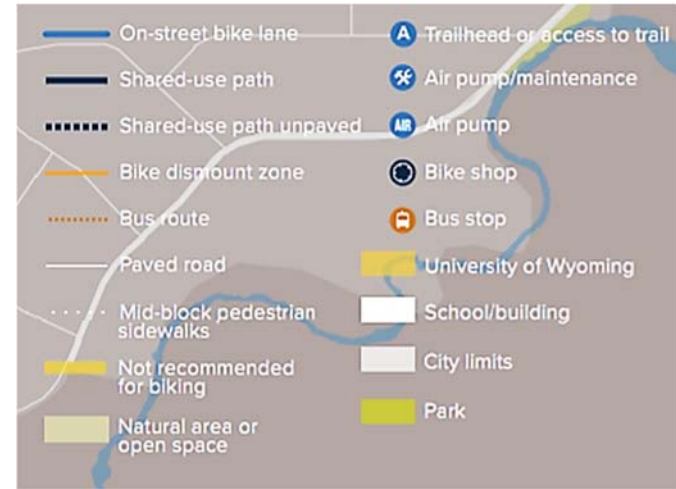 On-street bike lane
Shared-use path
Shared-use path unpaved
Bike dismount zone
Bus route
Paved road
Mid-block pedestrian
sidewalks
Not recommended
for biking
Natural area or
open space
A Trailhead or access to trail
Air pump/maintenance
AIR Air pump
Bike shop
Bus stop
University of Wyoming
School/building
City limits
Park